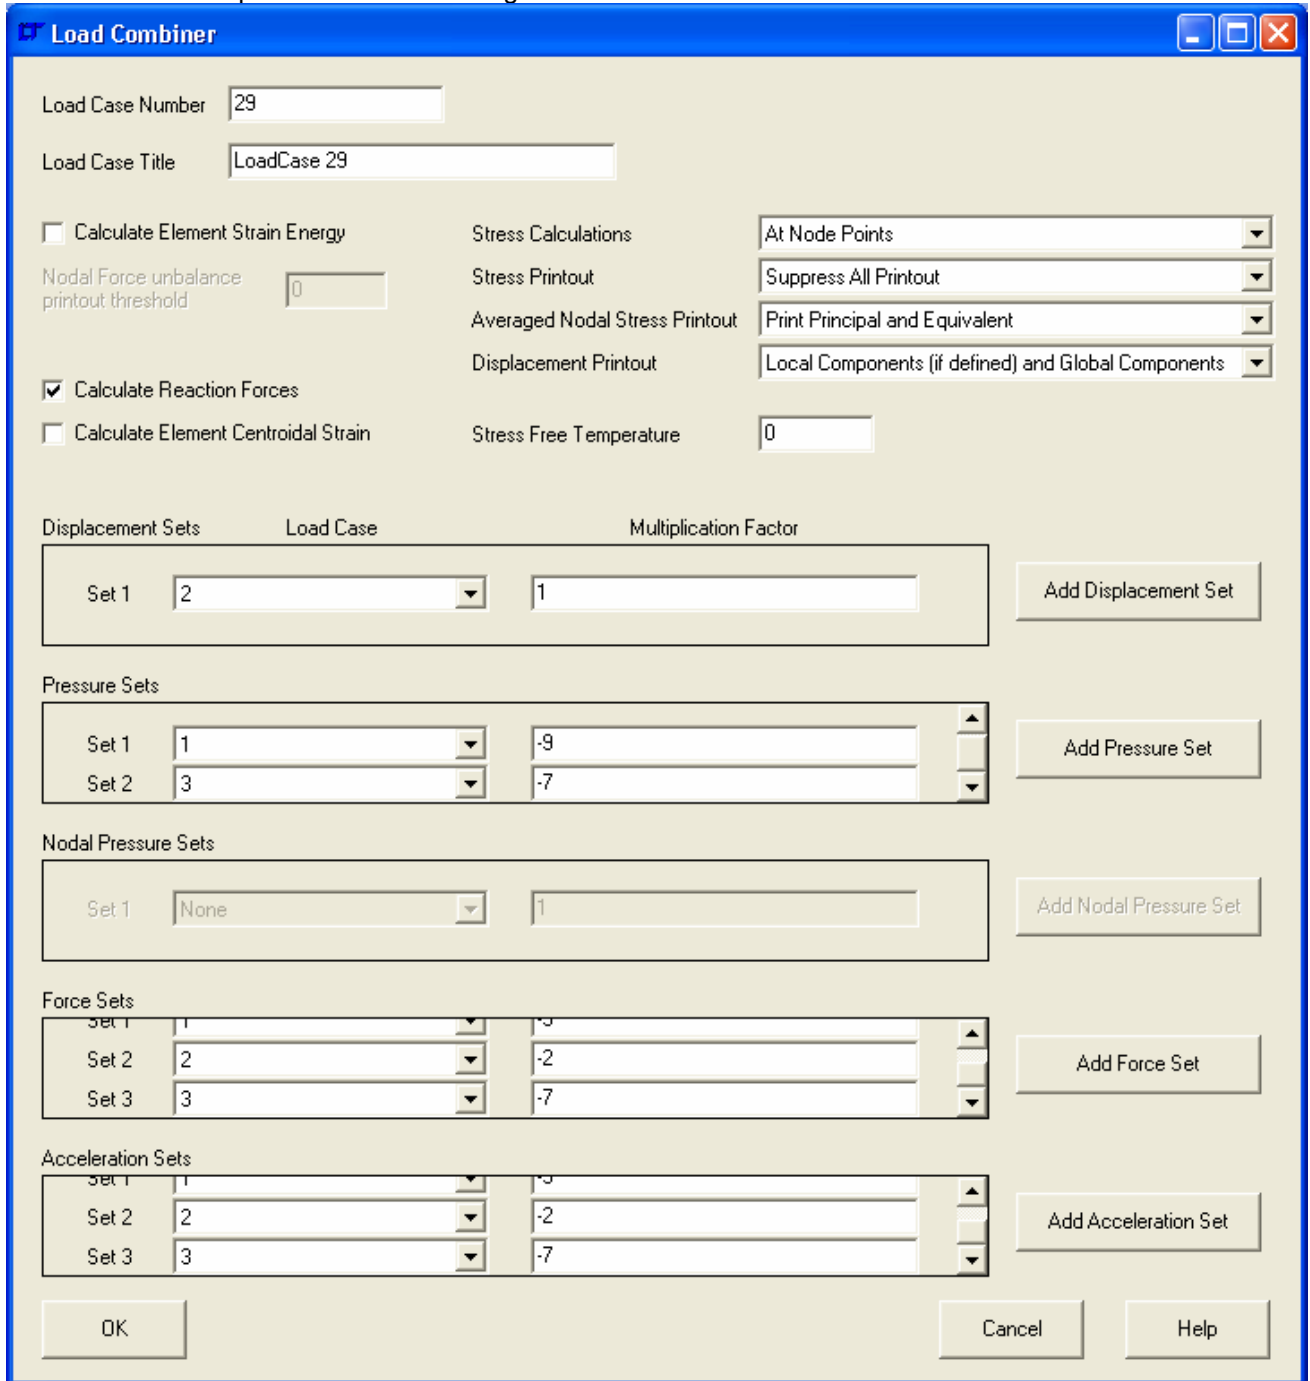 Load Combiner
Load Case Number 29
Load Case Title LoadCase 29
Calculate Element Strain Energy
Nodal Force unbalance
printout threshold 0
Calculate Reaction Forces
Calculate Element Centroidal Strain
Stress Calculations At Node Points
Stress Printout Suppress All Printout
Averaged Nodal Stress Printout Print Principal and Equivalent
Displacement Printout Local Components (if defined) and Global Components
Stress Free Temperature 0
Displacement Sets Load Case Multiplication Factor
Set 1 2 1 Add Displacement Set
Pressure Sets
Set 1 1 -9
Add Pressure Set
Set 2 3 -7
Nodal Pressure Sets
Set 1 None 1 Add Nodal Pressure Set
Force Sets
Set 1 1
Set 2 2 -2
Add Force Set
Set 3 3 -7
Acceleration Sets
Set 1 1
Set 2 2 -2
Add Acceleration Set
Set 3 3 -7
OK Cancel Help